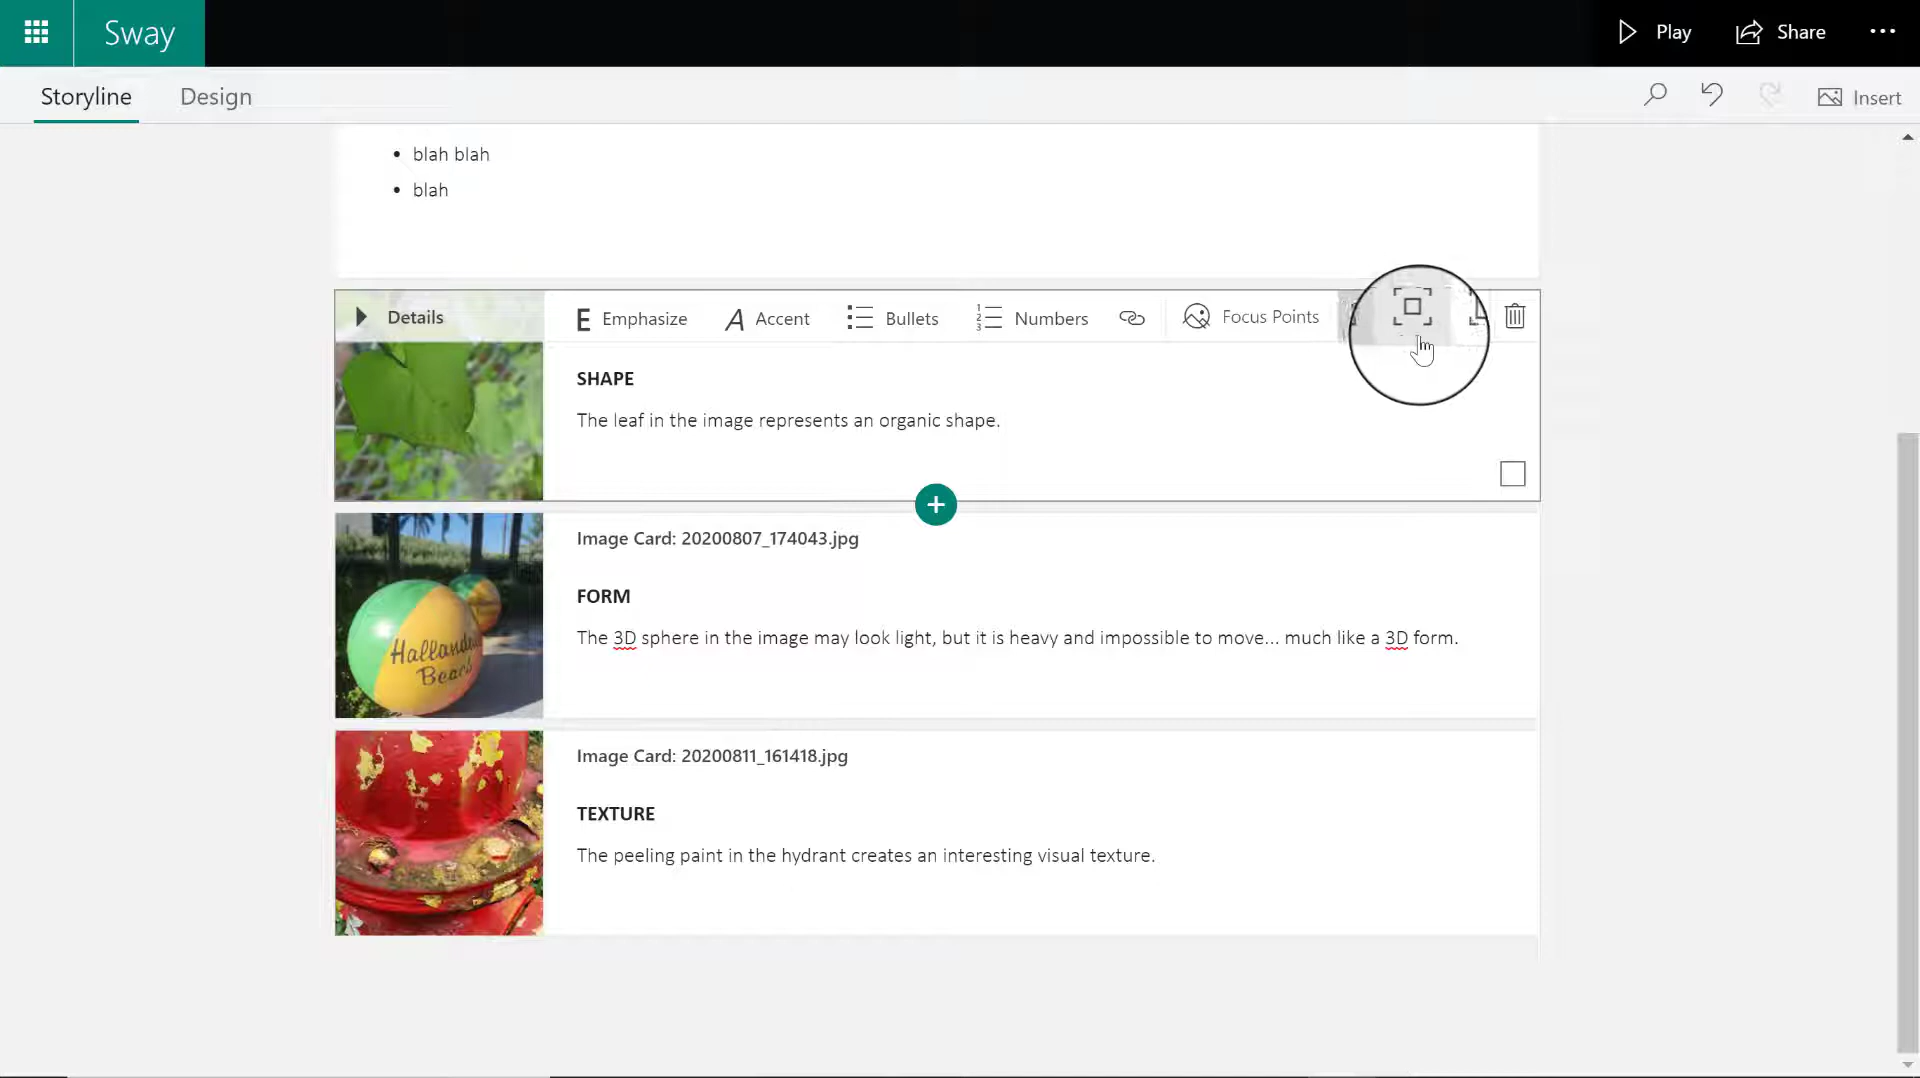 Sway
Play
Share
Storyline
Design
Insert
• blah blah
• blah
Details
E Emphasize
A Accent
Bullets
Numbers
Focus Points
SHAPE
The leaf in the image represents an organic shape.
Image Card: 20200807_174043.jpg
FORM
The 3D sphere in the image may look light, but it is heavy and impossible to move... much like a 3D form.
Hallanda
Beach
Image Card: 20200811_161418.jpg
TEXTURE
The peeling paint in the hydrant creates an interesting visual texture.